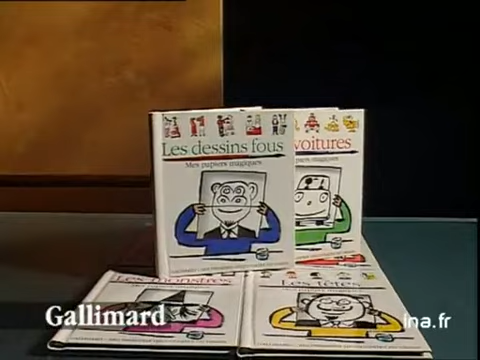 Les dessins fous
Mes papiers magiques
voitures
papiers magiques
Les monstres
Les têtes
Gallimard
ina.fr